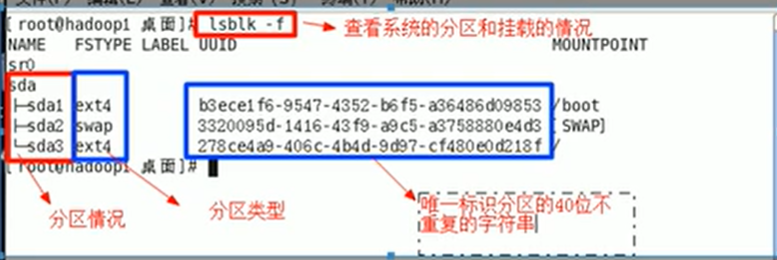 [root@hadoop1 桌面]# lsblk -f
查看系统的分区和挂载的情况
NAME FSTYPE LABEL UUID MOUNTPOINT
sr0
sda
├─sda1 ext4 b3ece1f6-9547-4352-b6f5-a36486d09853 /boot
├─sda2 swap 3320095d-1416-43f9-a9c5-a3758880e4d3 [SWAP]
└─sda3 ext4 278ce4a9-406c-4b4d-9d97-cf480e0d218f /
[root@hadoop1 桌面]#
分区情况
分区类型
唯一标识分区的40位不
重复的字符串